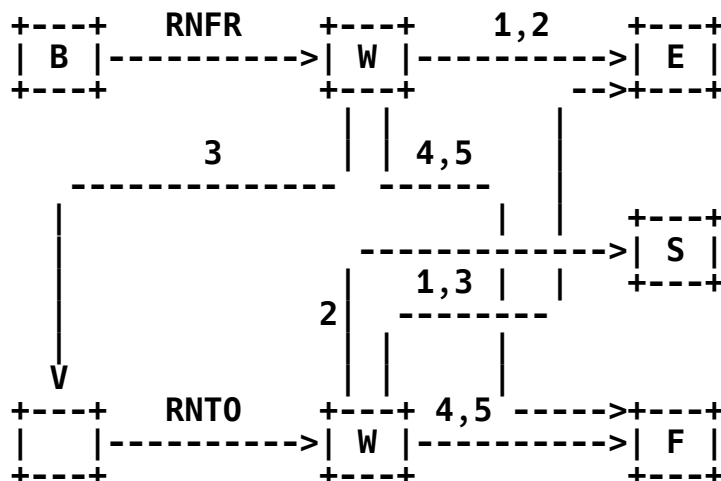 +---+   RNFR    +---+    1,2    +---+
| B |---------->| W |---------->| E |
+---+           +---+        -->+---+
                 | |        |
          3      | | 4,5    |
   --------------   ------  |
  |                       | |   +---+
  |               ------------->| S |
  |              |   1,3  | |   +---+
  |             2|  --------
  |              | |      |
  V              | |      |
+---+   RNTO    +---+ 4,5 ----->+---+
|   |---------->| W |---------->| F |
+---+           +---+           +---+